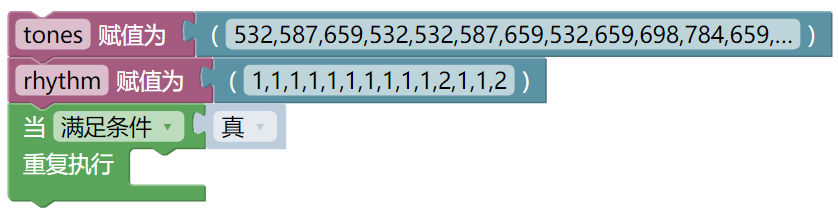 tones 赋值为 ( 532,587,659,532,532,587,659,532,659,698,784,659,... )
rhythm 赋值为 ( 1,1,1,1,1,1,1,1,1,1,2,1,1,2 )
当 满足条件 真
重复执行